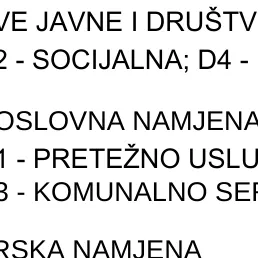 VE JAVNE I DRUŠTV
2 - SOCIJALNA; D4 -
OSLOVNA NAMJENA
1 - PRETEŽNO USLU
3 - KOMUNALNO SER
RSKA NAMJENA